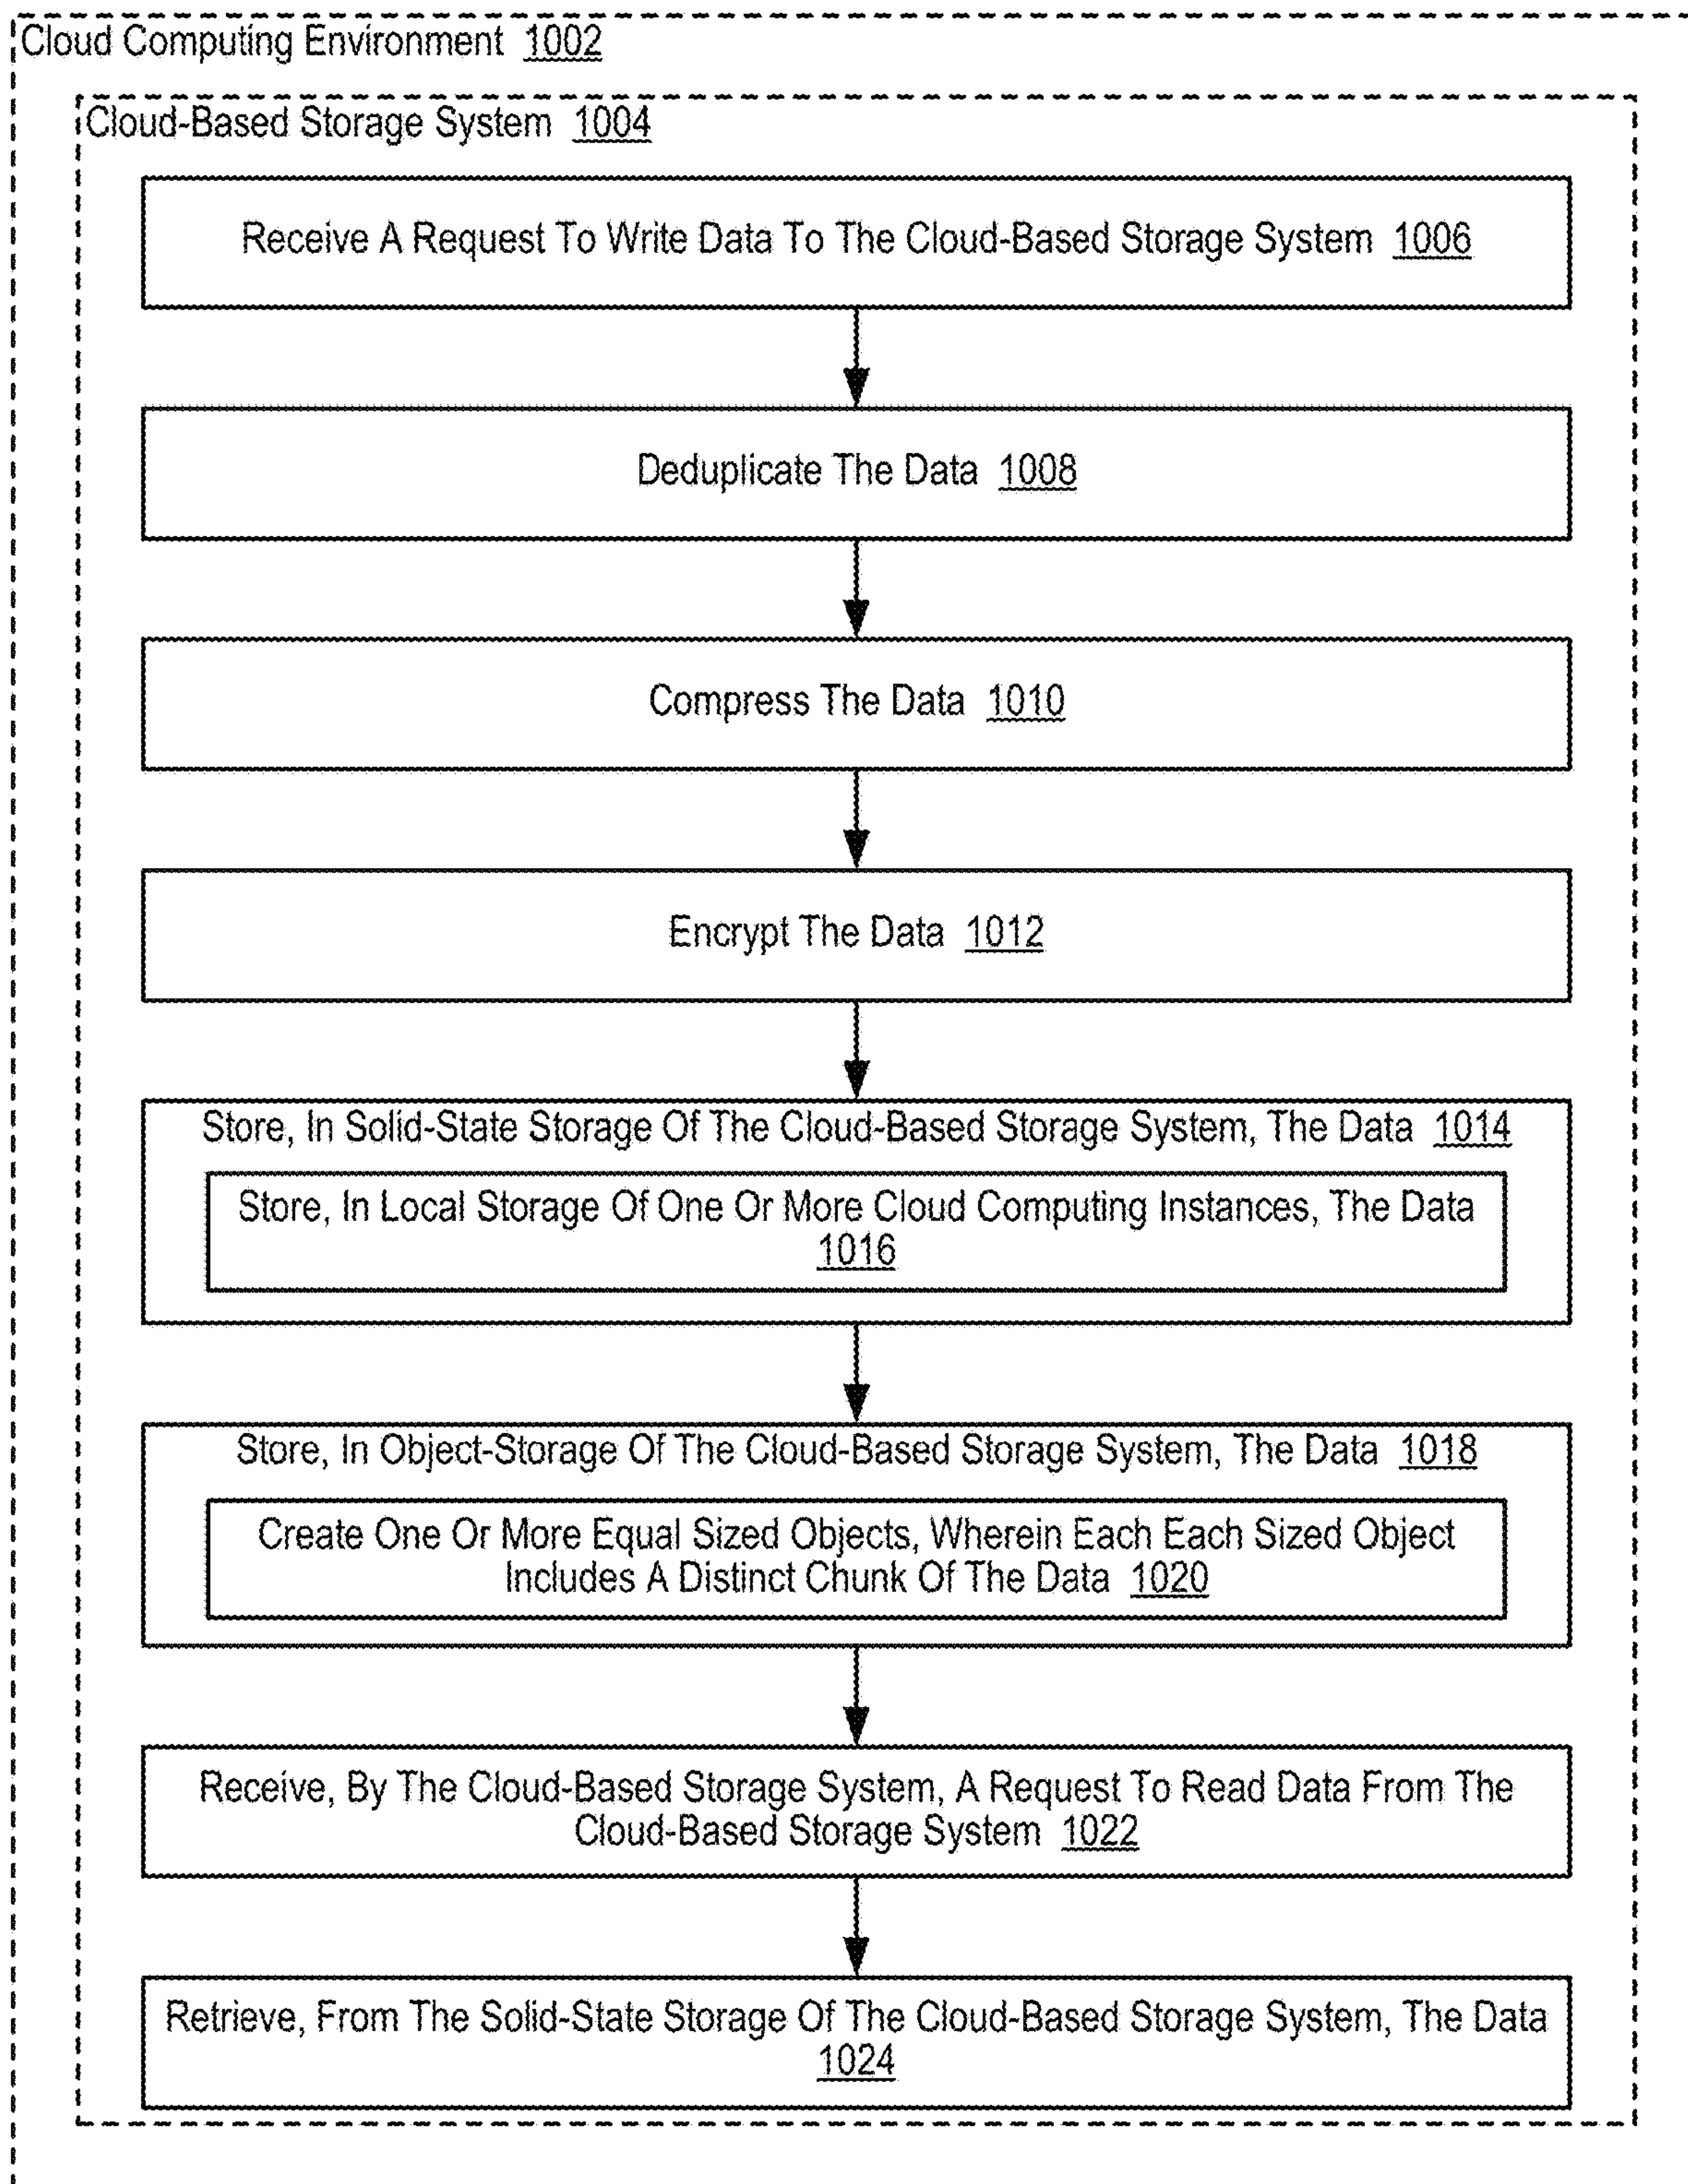 Cloud Computing Environment 1002
Cloud-Based Storage System 1004
Receive A Request To Write Data To The Cloud-Based Storage System 1006
Deduplicate The Data 1008
Compress The Data 1010
Encrypt The Data 1012
Store, In Solid-State Storage Of The Cloud-Based Storage System, The Data 1014
Store, In Local Storage Of One Or More Cloud Computing Instances, The Data
1016
Store, In Object-Storage Of The Cloud-Based Storage System, The Data 1018
Create One Or More Equal Sized Objects, Wherein Each Each Sized Object
Includes A Distinct Chunk Of The Data 1020
Receive, By The Cloud-Based Storage System, A Request To Read Data From The
Cloud-Based Storage System 1022
Retrieve, From The Solid-State Storage Of The Cloud-Based Storage System, The Data
1024